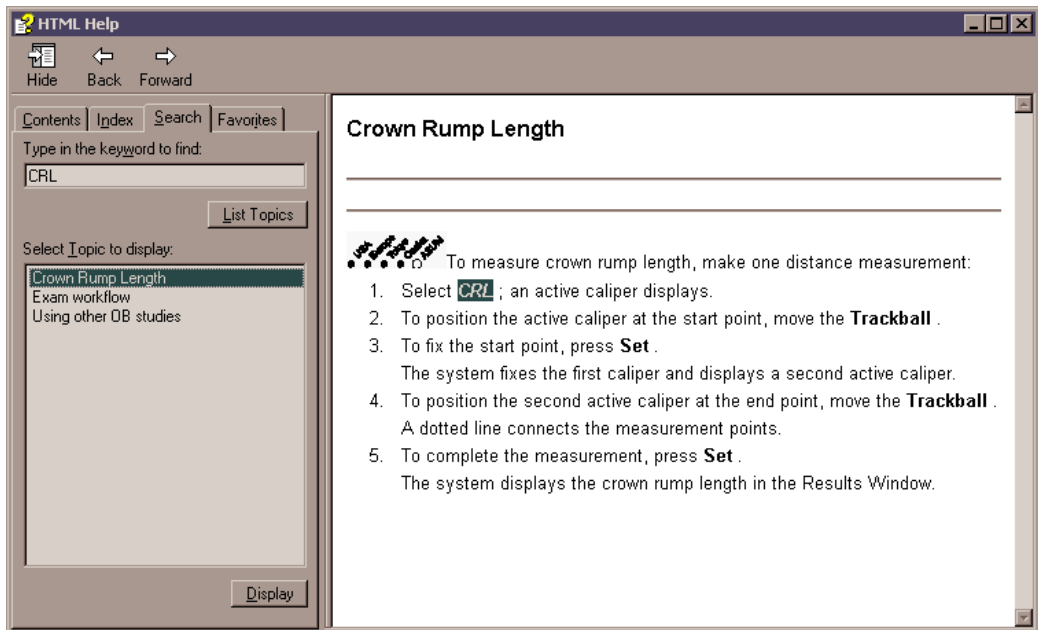 HTML Help
Hide Back Forward
Contents Index Search Favorites
Type in the keyword to find:
CRL
List Topics
Select Topic to display:
Crown Rump Length
Exam workflow
Using other OB studies
Display
Crown Rump Length
To measure crown rump length, make one distance measurement:
1. Select CRL ; an active caliper displays.
2. To position the active caliper at the start point, move the Trackball .
3. To fix the start point, press Set .
The system fixes the first caliper and displays a second active caliper.
4. To position the second active caliper at the end point, move the Trackball .
A dotted line connects the measurement points.
5. To complete the measurement, press Set .
The system displays the crown rump length in the Results Window.